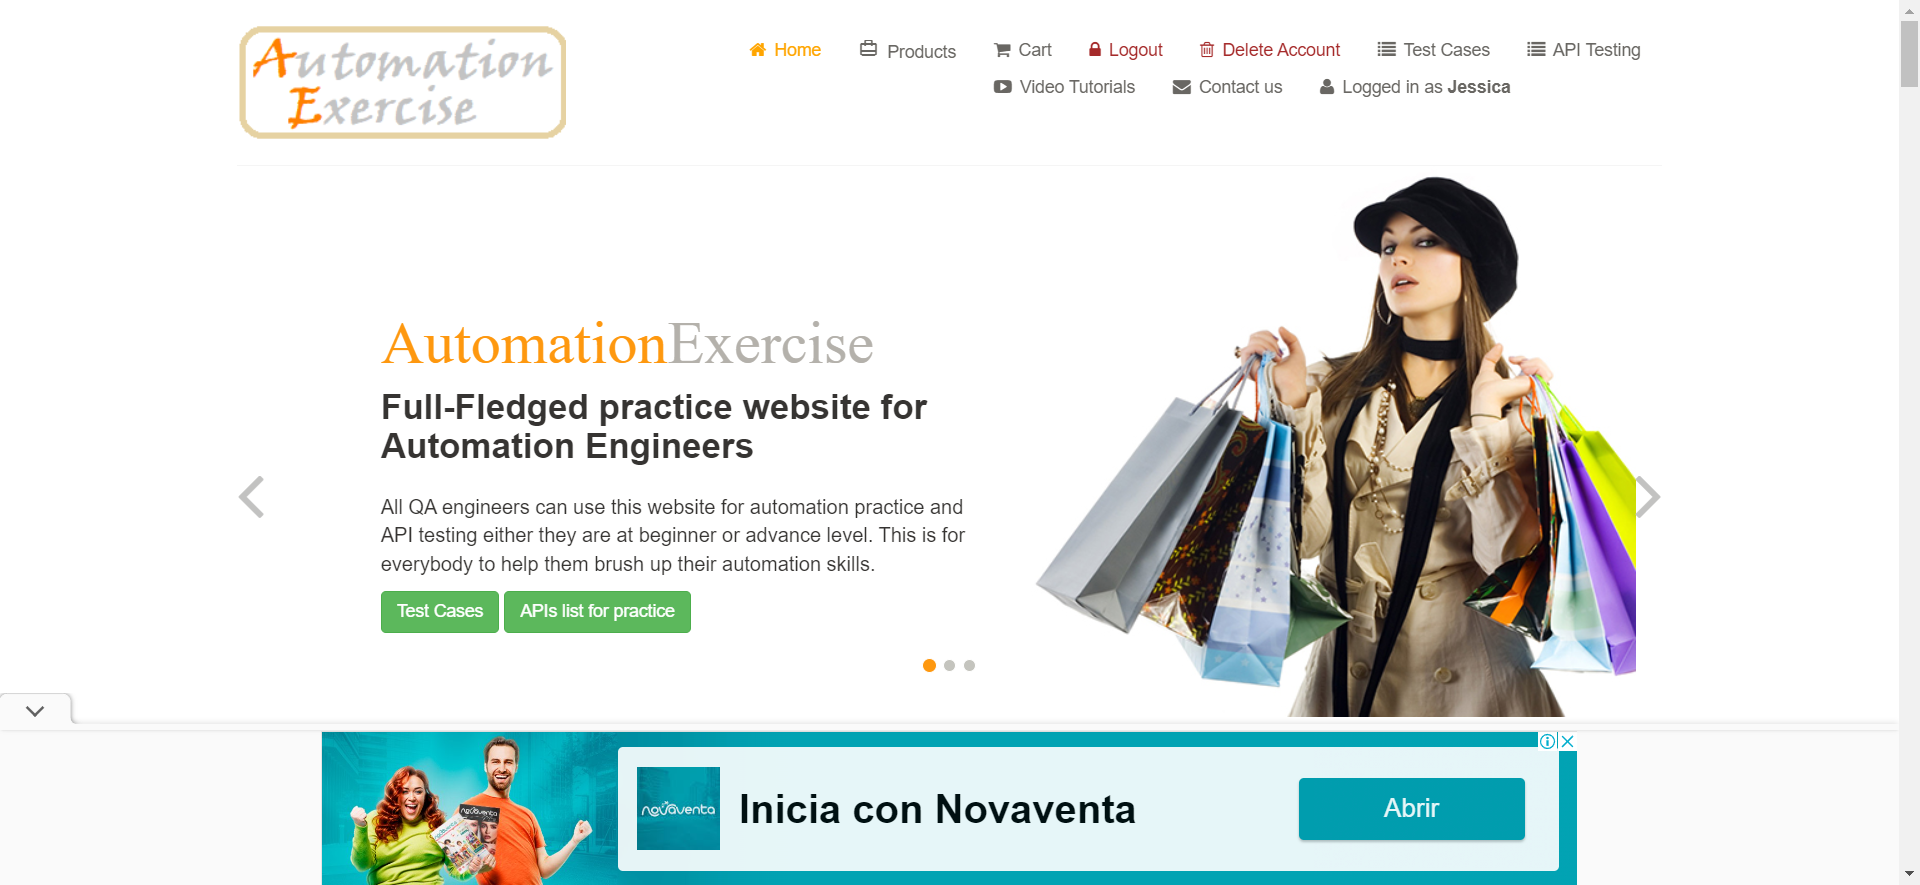 Automation
Exercise
Home
Products
Cart
Logout
Delete Account
Test Cases
API Testing
Video Tutorials
Contact us
Logged in as Jessica
AutomationExercise
Full-Fledged practice website for
Automation Engineers
All QA engineers can use this website for automation practice and
API testing either they are at beginner or advance level. This is for
everybody to help them brush up their automation skills.
Test Cases
APIs list for practice
novaventa
novaventa
Inicia con Novaventa
Abrir